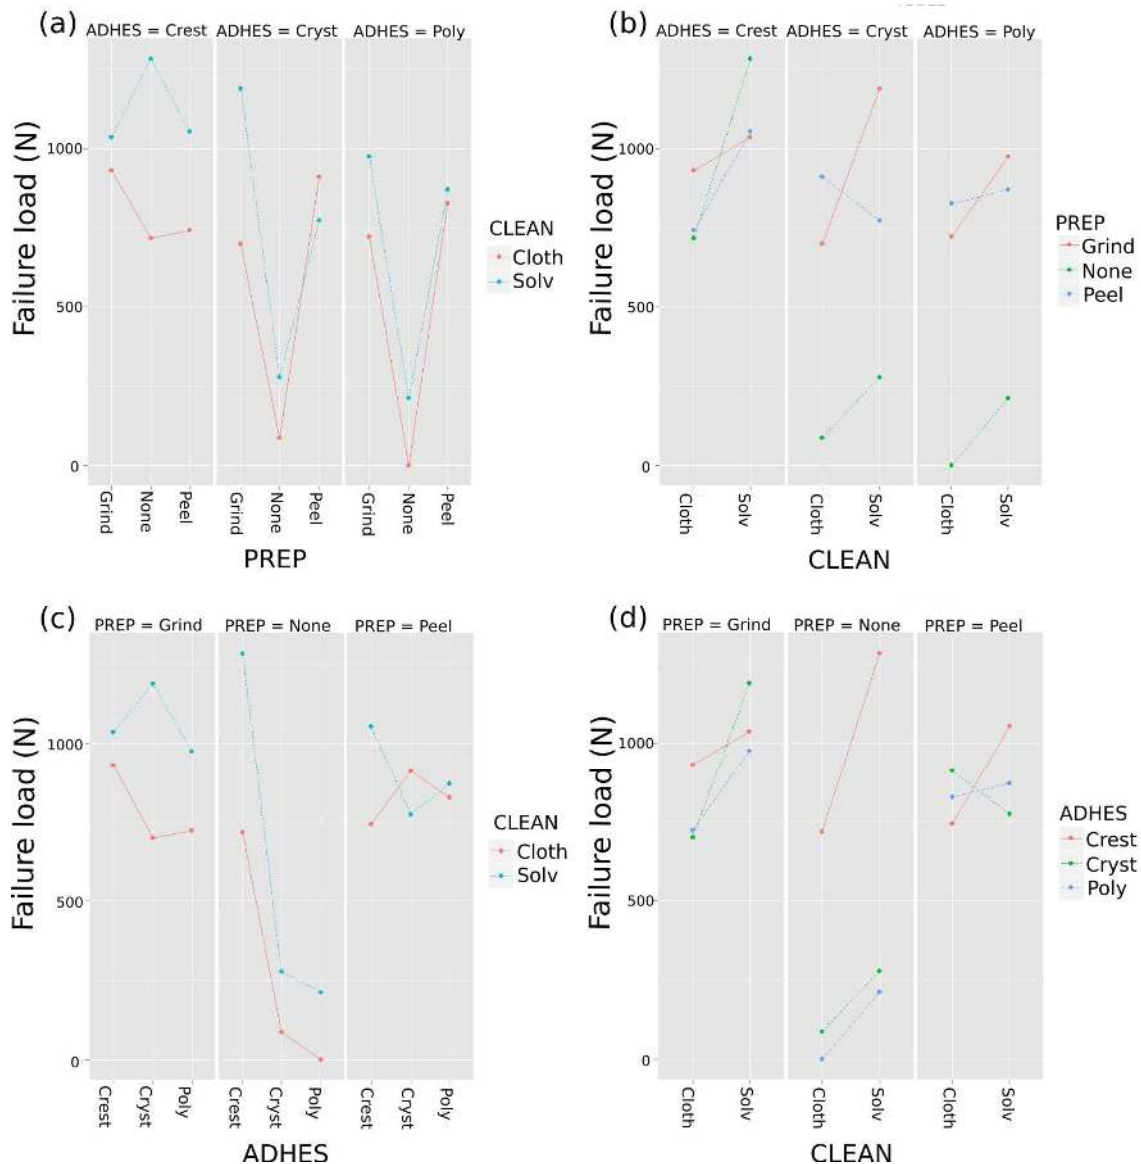 (a)
ADHES = Crest ADHES = Cryst ADHES = Poly
Failure load (N)
1000
500
0
Grind None Peel Grind None Peel Grind None Peel
PREP
CLEAN
Cloth
Solv
(b)
ADHES = Crest ADHES = Cryst ADHES = Poly
Failure load (N)
1000
500
0
Cloth Solv Cloth Solv Cloth Solv
CLEAN
PREP
Grind
None
Peel
(c)
PREP = Grind PREP = None PREP = Peel
Failure load (N)
1000
500
0
Crest Cryst Poly Crest Cryst Poly Crest Cryst Poly
ADHES
CLEAN
Cloth
Solv
(d)
PREP = Grind PREP = None PREP = Peel
Failure load (N)
1000
500
0
Cloth Solv Cloth Solv Cloth Solv
CLEAN
ADHES
Crest
Cryst
Poly